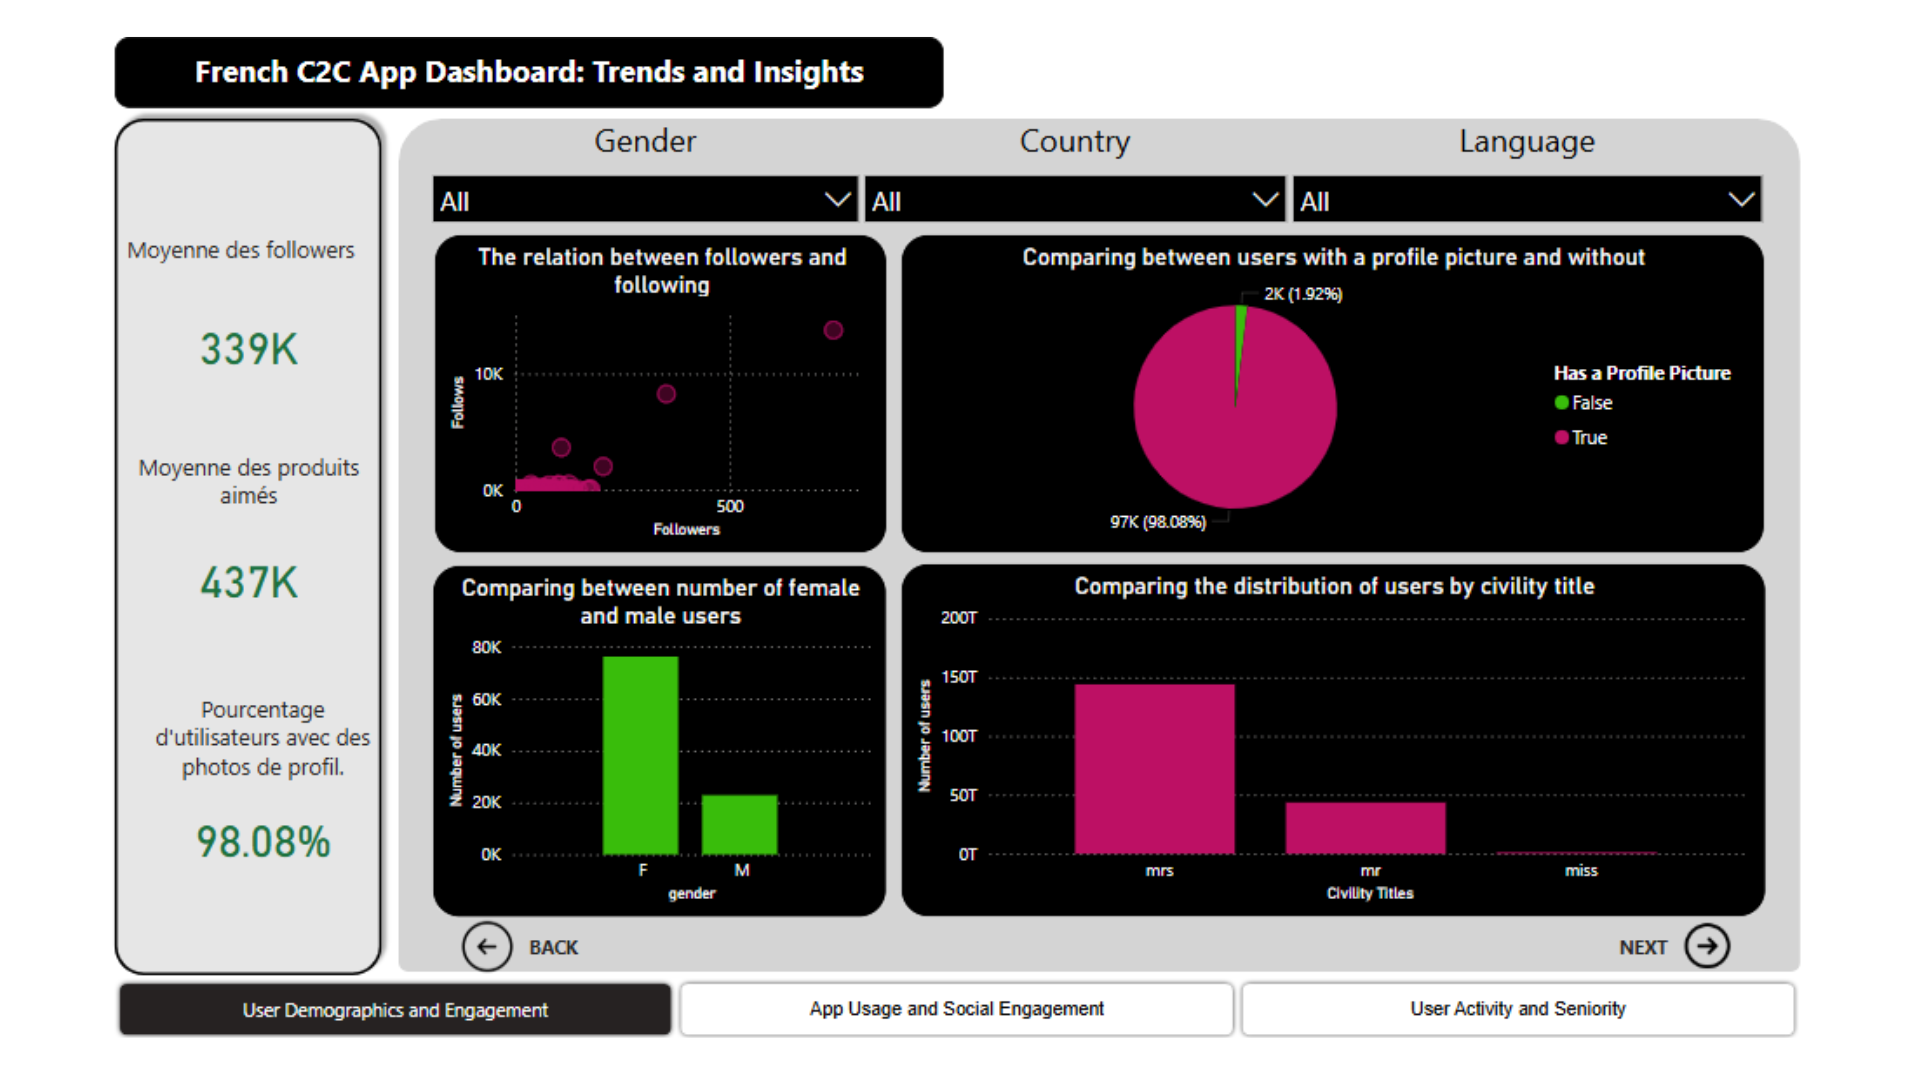 French C2C App Dashboard: Trends and Insights
Moyenne des followers
339K
Moyenne des produits
aimés
437K
Pourcentage
d'utilisateurs avec des
photos de profil.
98.08%
Gender
Country
Language
All
All
All
The relation between followers and
following
10K
0K
Follows
0
500
Followers
Comparing between users with a profile picture and without
2K (1.92%)
97K (98.08%)
Has a Profile Picture
False
True
Comparing between number of female
and male users
80K
60K
40K
20K
0K
Number of users
F
M
gender
Comparing the distribution of users by civility title
200T
150T
100T
50T
0T
Number of users
mrs
mr
miss
Civility Titles
BACK
NEXT
User Demographics and Engagement
App Usage and Social Engagement
User Activity and Seniority